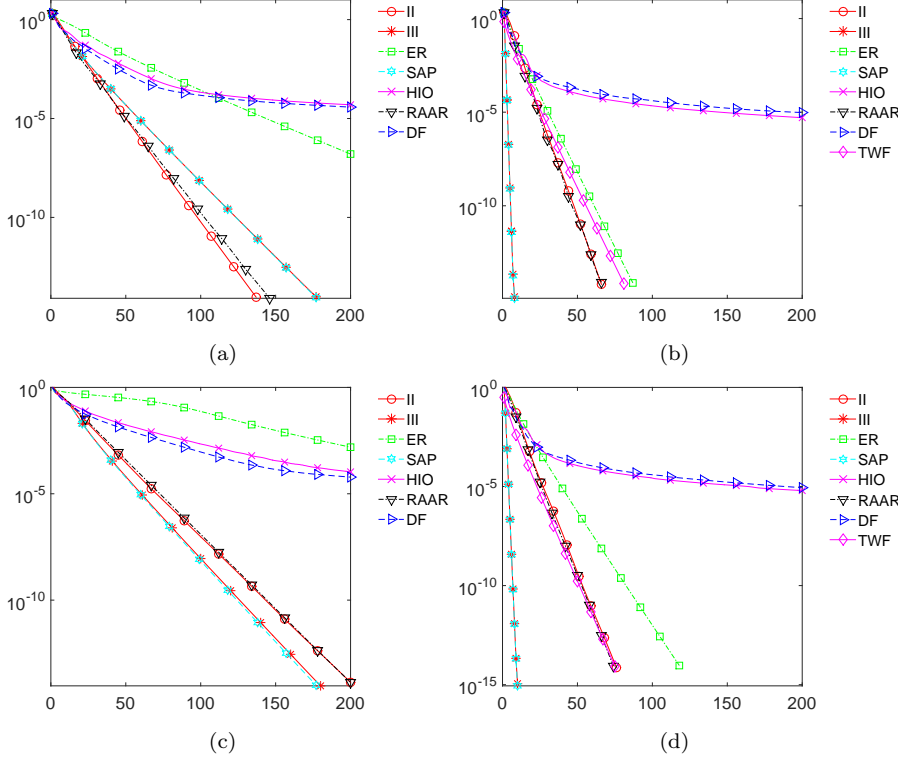 10^0
10^-5
10^-10
0 50 100 150 200
II
III
ER
SAP
HIO
RAAR
DF
(a)
10^0
10^-5
10^-10
0 50 100 150 200
II
III
ER
SAP
HIO
RAAR
DF
TWF
(b)
10^0
10^-5
10^-10
0 50 100 150 200
II
III
ER
SAP
HIO
RAAR
DF
(c)
10^0
10^-5
10^-10
10^-15
0 50 100 150 200
II
III
ER
SAP
HIO
RAAR
DF
TWF
(d)